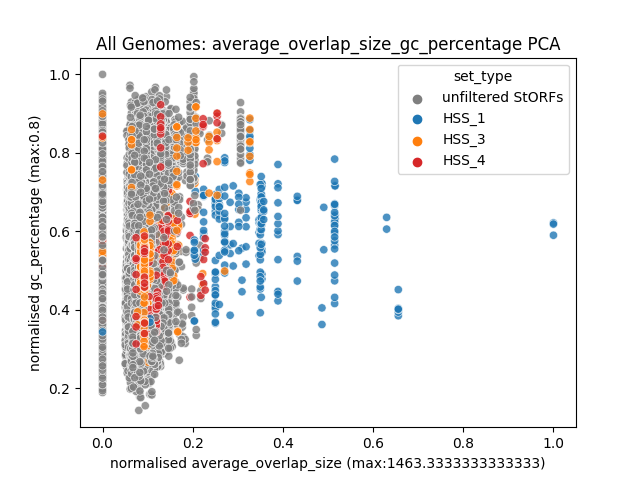 All Genomes: average_overlap_size_gc_percentage PCA
set_type
unfiltered StORFs
HSS_1
HSS_3
HSS_4
normalised gc_percentage (max:0.8)
1.0
0.8
0.6
0.4
0.2
0.0 0.2 0.4 0.6 0.8 1.0
normalised average_overlap_size (max:1463.3333333333333)